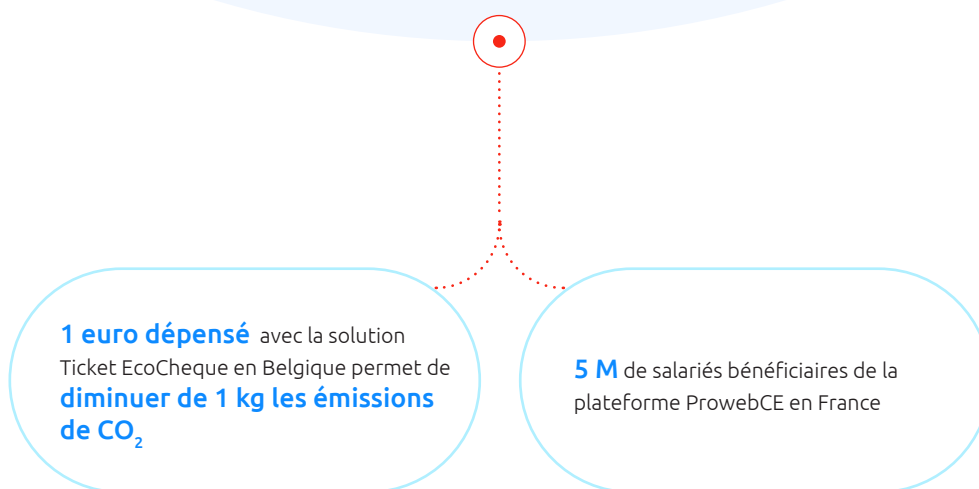 1 euro dépensé avec la solution
Ticket EcoCheque en Belgique permet de
diminuer de 1 kg les émissions
de CO₂
5 M de salariés bénéficiaires de la
plateforme ProwebCE en France